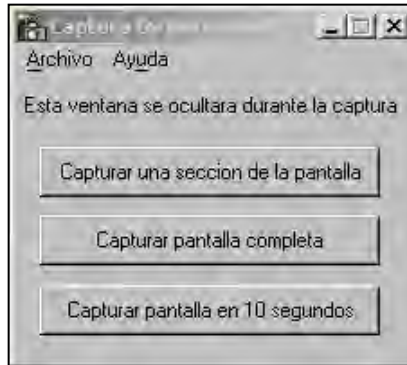 Captura
Archivo Ayuda
Esta ventana se ocultara durante la captura
Capturar una seccion de la pantalla
Capturar pantalla completa
Capturar pantalla en 10 segundos